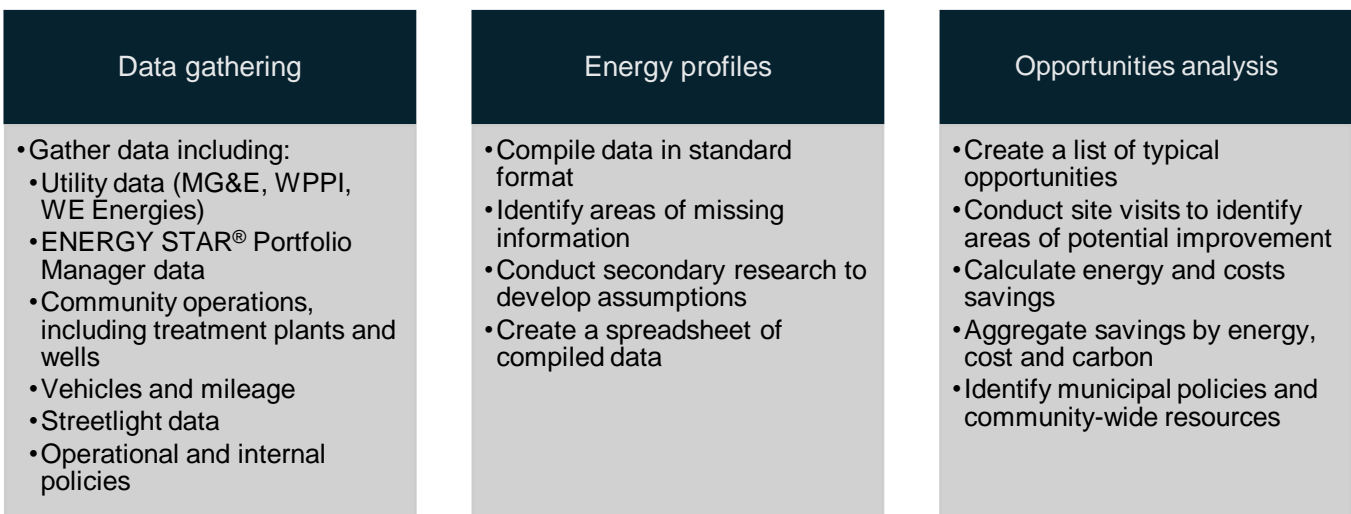 Data gathering
•Gather data including:
•Utility data (MG&E, WPPI,
WE Energies)
•ENERGY STAR® Portfolio
Manager data
•Community operations,
including treatment plants and
wells
•Vehicles and mileage
•Streetlight data
•Operational and internal
policies
Energy profiles
•Compile data in standard
format
•Identify areas of missing
information
•Conduct secondary research to
develop assumptions
•Create a spreadsheet of
compiled data
Opportunities analysis
•Create a list of typical
opportunities
•Conduct site visits to identify
areas of potential improvement
•Calculate energy and costs
savings
•Aggregate savings by energy,
cost and carbon
•Identify municipal policies and
community-wide resources